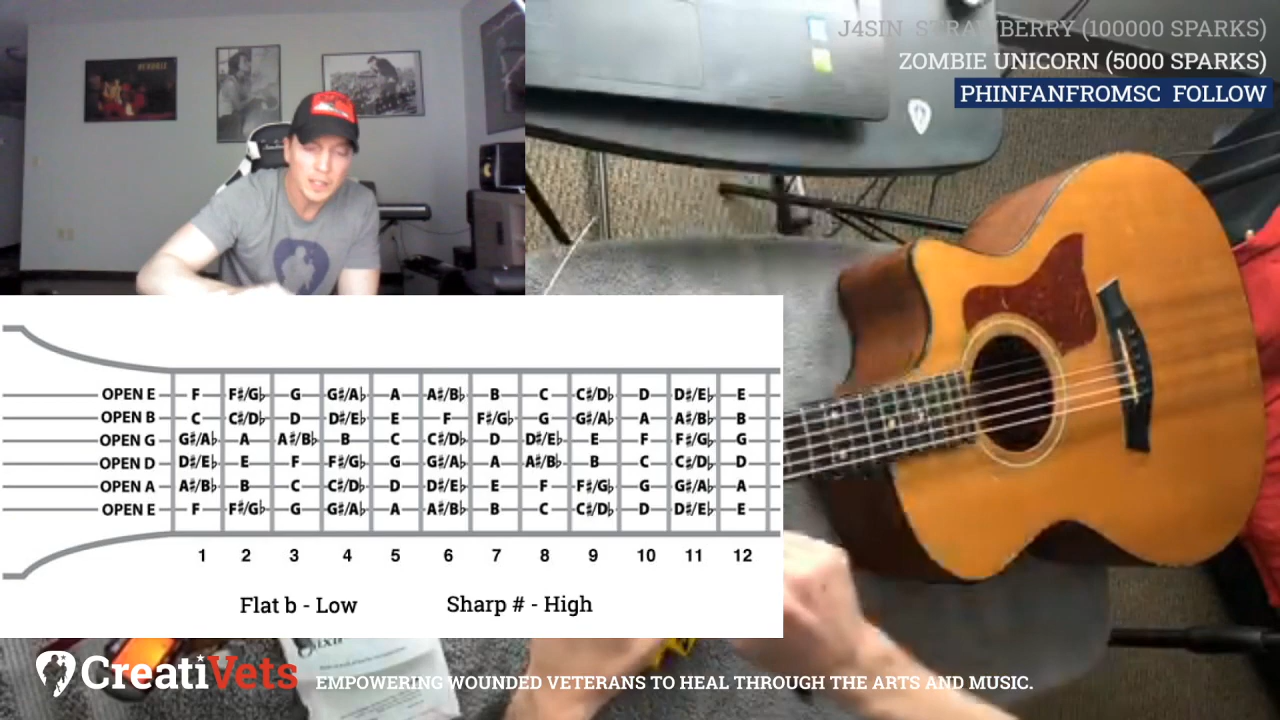 J4SIN STRAWBERRY (100000 SPARKS)
ZOMBIE UNICORN (5000 SPARKS)
PHINFANFROMSC FOLLOW
OPEN E F F♯/G♭ G G♯/A♭ A A♯/B♭ B C C♯/D♭ D D♯/E♭ E
OPEN B C C♯/D♭ D D♯/E♭ E F F♯/G♭ G G♯/A♭ A A♯/B♭ B
OPEN G G♯/A♭ A A♯/B♭ B C C♯/D♭ D D♯/E♭ E F F♯/G♭ G
OPEN D D♯/E♭ E F F♯/G♭ G G♯/A♭ A A♯/B♭ B C C♯/D♭ D
OPEN A A♯/B♭ B C C♯/D♭ D D♯/E♭ E F F♯/G♭ G G♯/A♭ A
OPEN E F F♯/G♭ G G♯/A♭ A A♯/B♭ B C C♯/D♭ D D♯/E♭ E
1 2 3 4 5 6 7 8 9 10 11 12
Flat b - Low Sharp # - High
CreatiVets EMPOWERING WOUNDED VETERANS TO HEAL THROUGH THE ARTS AND MUSIC.